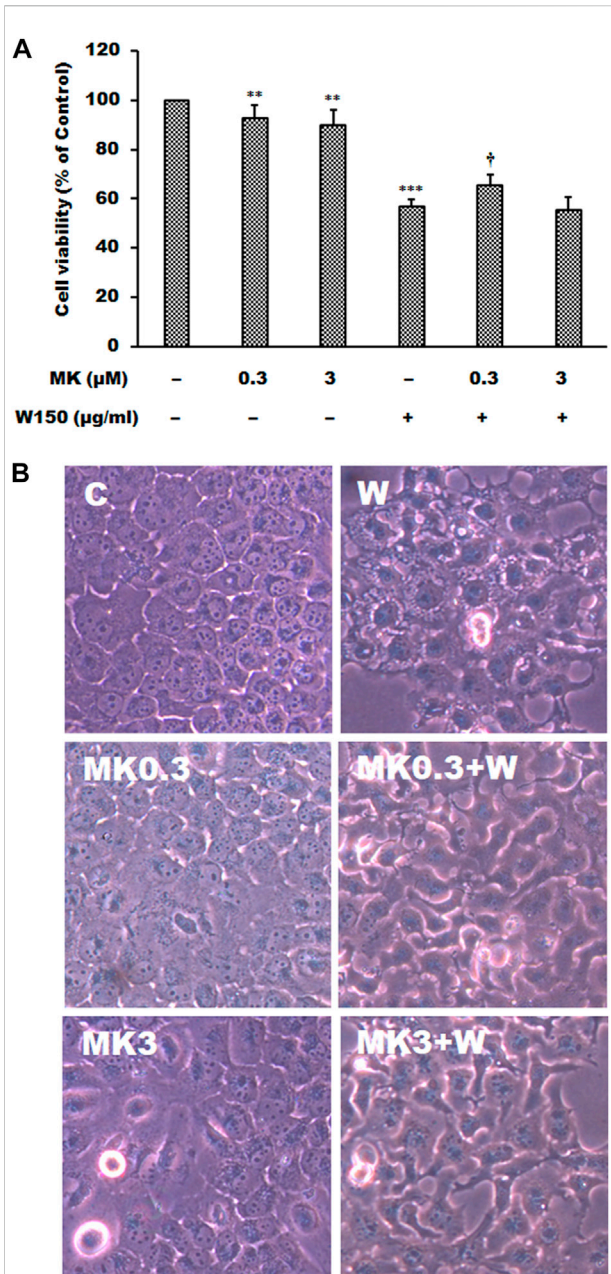 A
120
100
80
60
40
20
0
Cell viability (% of Control)
**
**
***
†
MK (µM)
–
0.3
3
–
0.3
3
W150 (µg/ml)
–
–
–
+
+
+
B
C
W
MK0.3
MK0.3+W
MK3
MK3+W